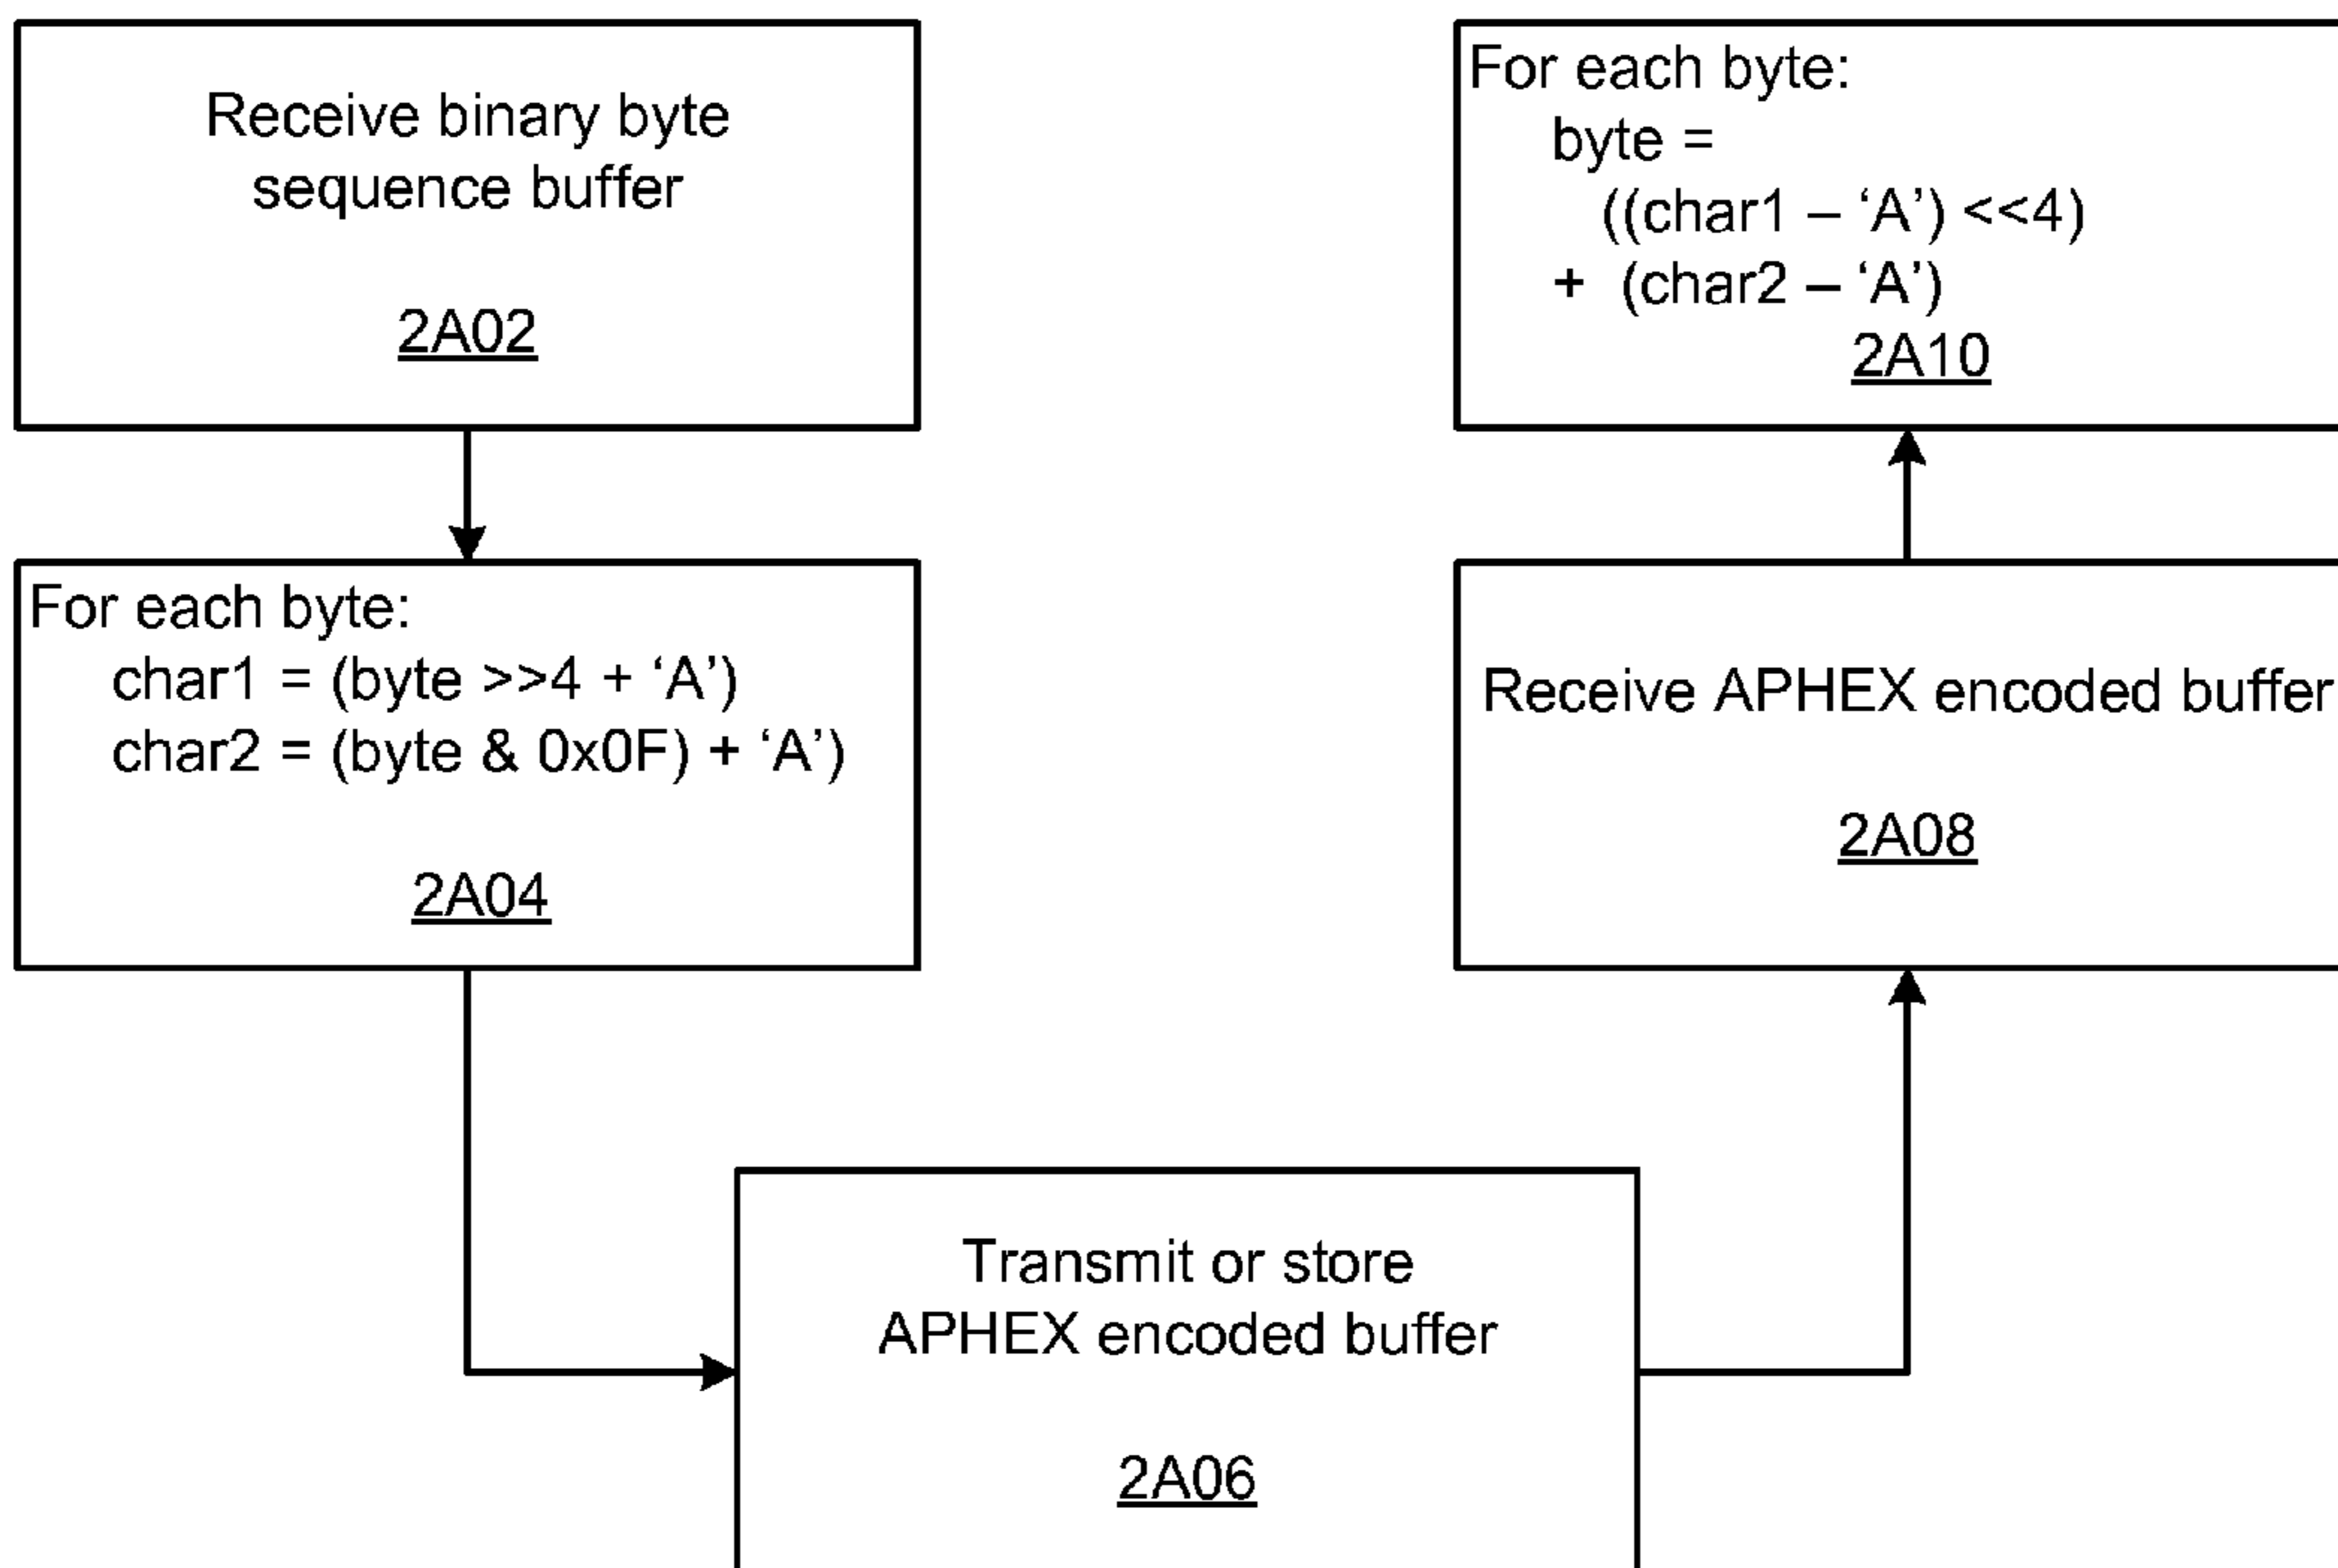 Receive binary byte
sequence buffer
2A02
For each byte:
char1 = (byte >>4 + ‘A’)
char2 = (byte & 0x0F) + ‘A’)
2A04
Transmit or store
APHEX encoded buffer
2A06
Receive APHEX encoded buffer
2A08
For each byte:
byte =
((char1 – ‘A’) <<4)
+ (char2 – ‘A’)
2A10